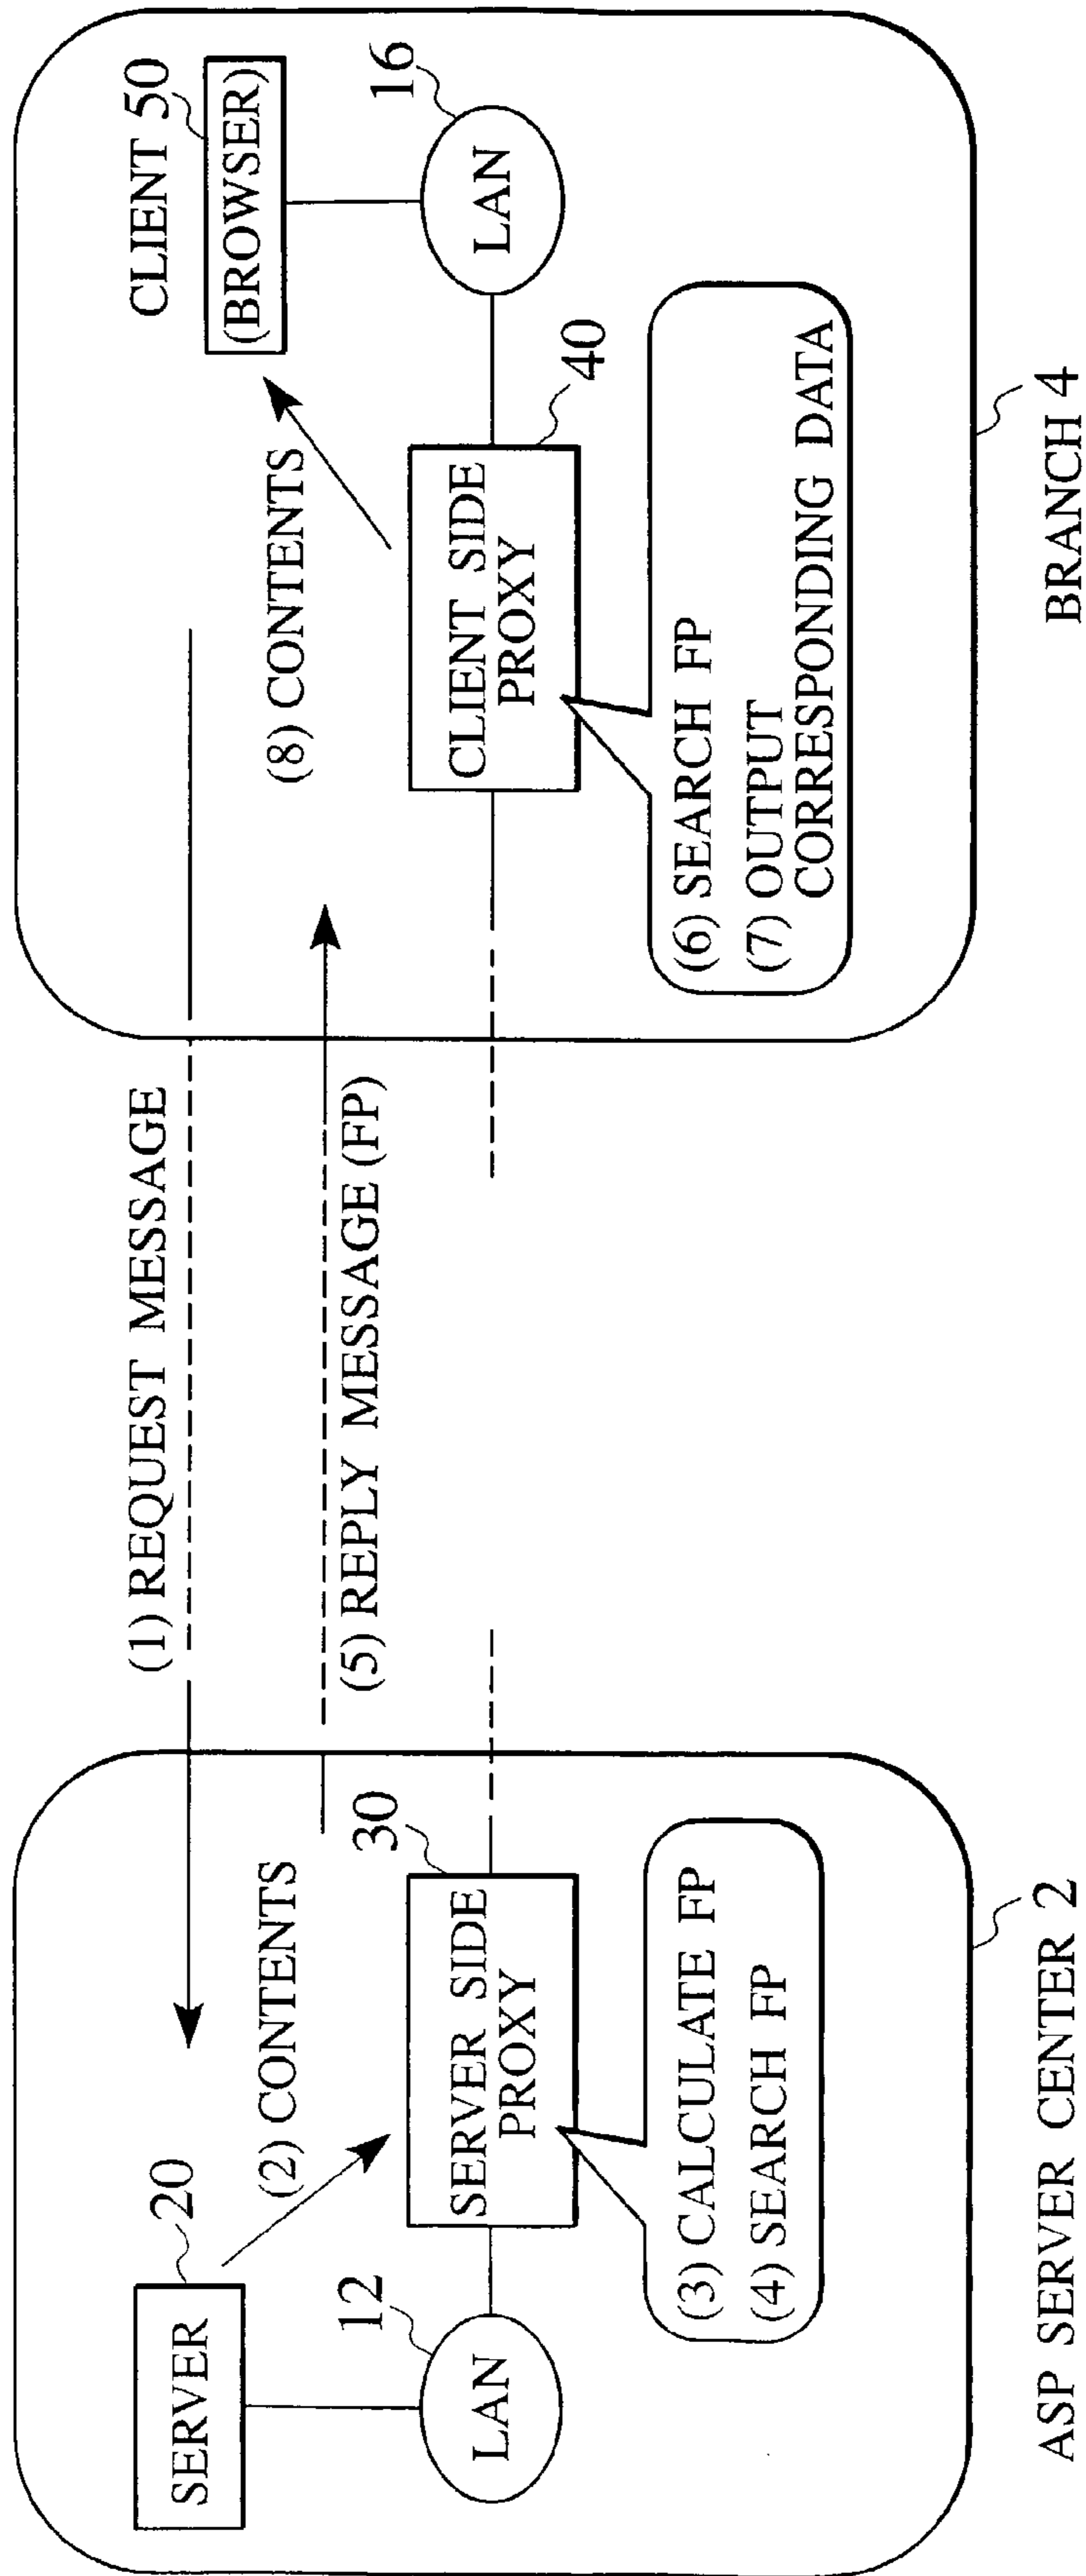 (1) REQUEST MESSAGE
(5) REPLY MESSAGE (FP)
SERVER
20
(2) CONTENTS
12
LAN
30
SERVER SIDE
PROXY
(3) CALCULATE FP
(4) SEARCH FP
ASP SERVER CENTER 2
CLIENT 50
(BROWSER)
16
LAN
(8) CONTENTS
40
CLIENT SIDE
PROXY
(6) SEARCH FP
(7) OUTPUT
CORRESPONDING DATA
BRANCH 4